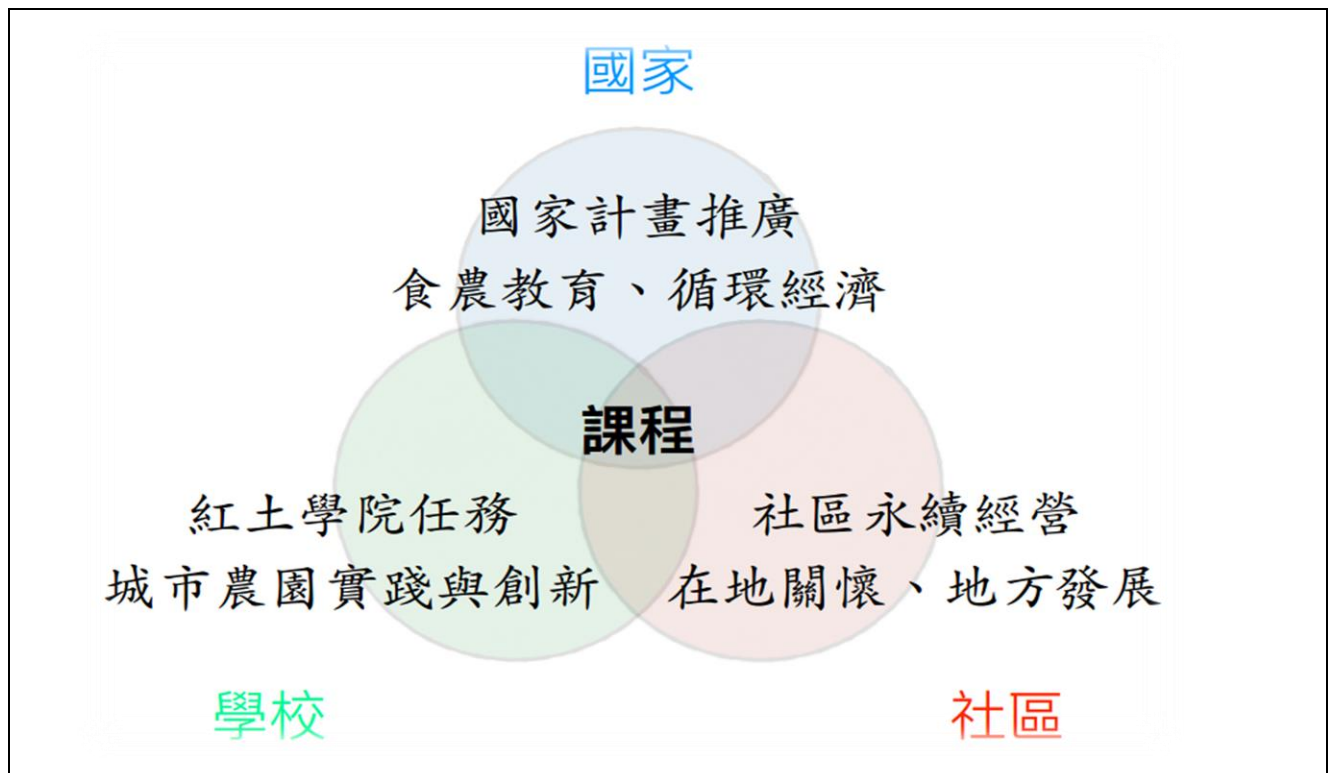 國家
國家計畫推廣
食農教育、循環經濟
課程
紅土學院任務
城市農園實踐與創新
社區永續經營
在地關懷、地方發展
學校
社區